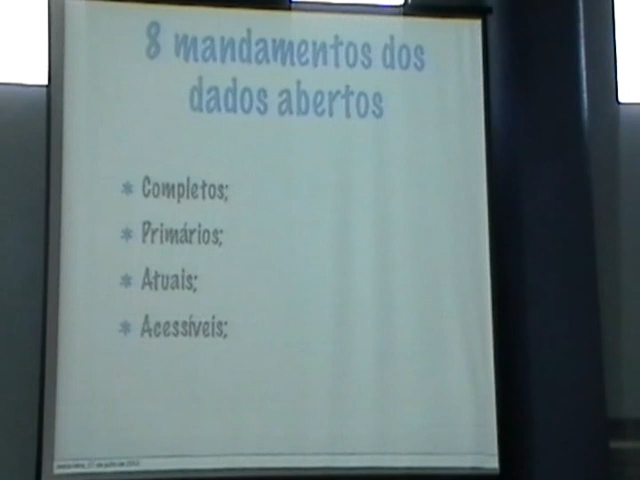 8 mandamentos dos
dados abertos
* Completos;
* Primários;
* Atuais;
* Acessíveis;